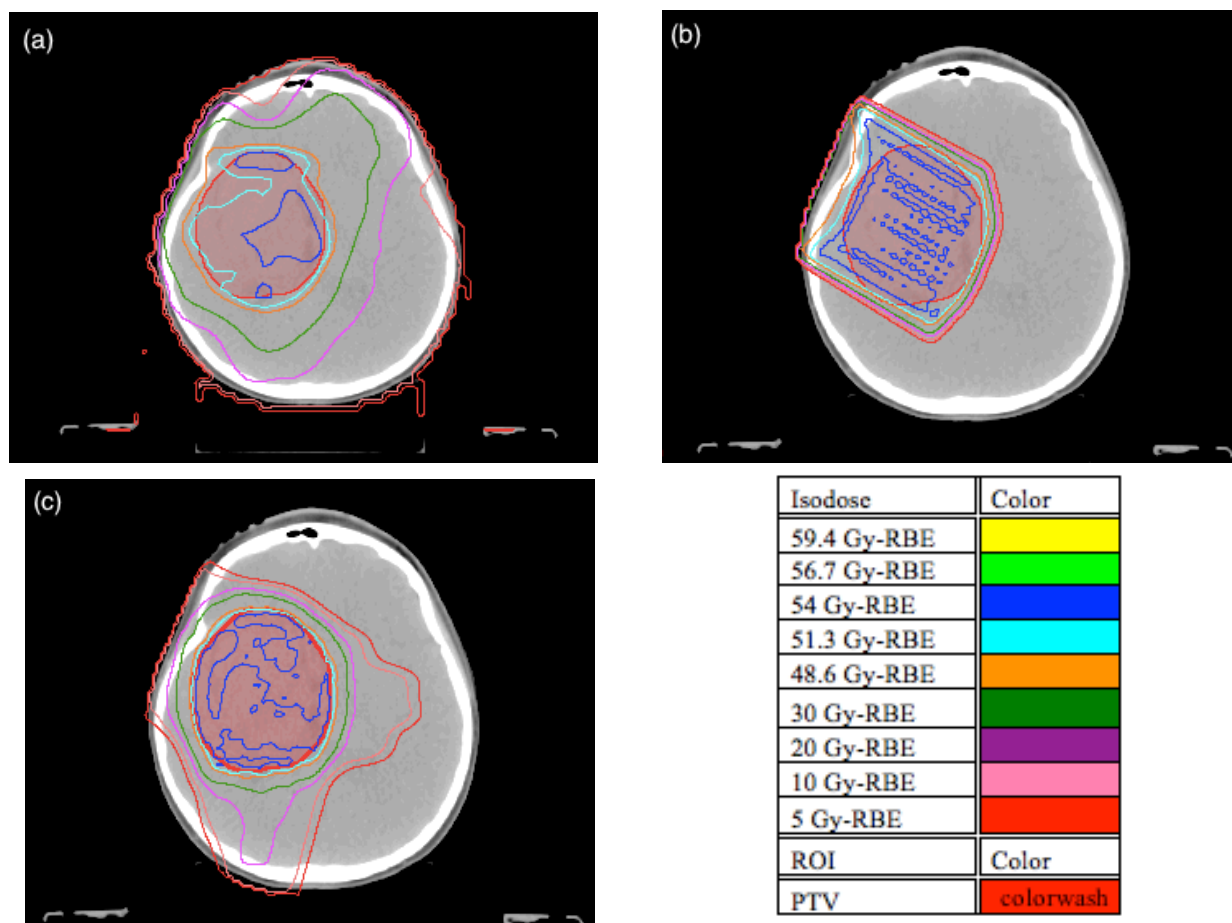 (a)
(b)
(c)
Isodose Color
59.4 Gy-RBE
56.7 Gy-RBE
54 Gy-RBE
51.3 Gy-RBE
48.6 Gy-RBE
30 Gy-RBE
20 Gy-RBE
10 Gy-RBE
5 Gy-RBE
ROI Color
PTV colorwash